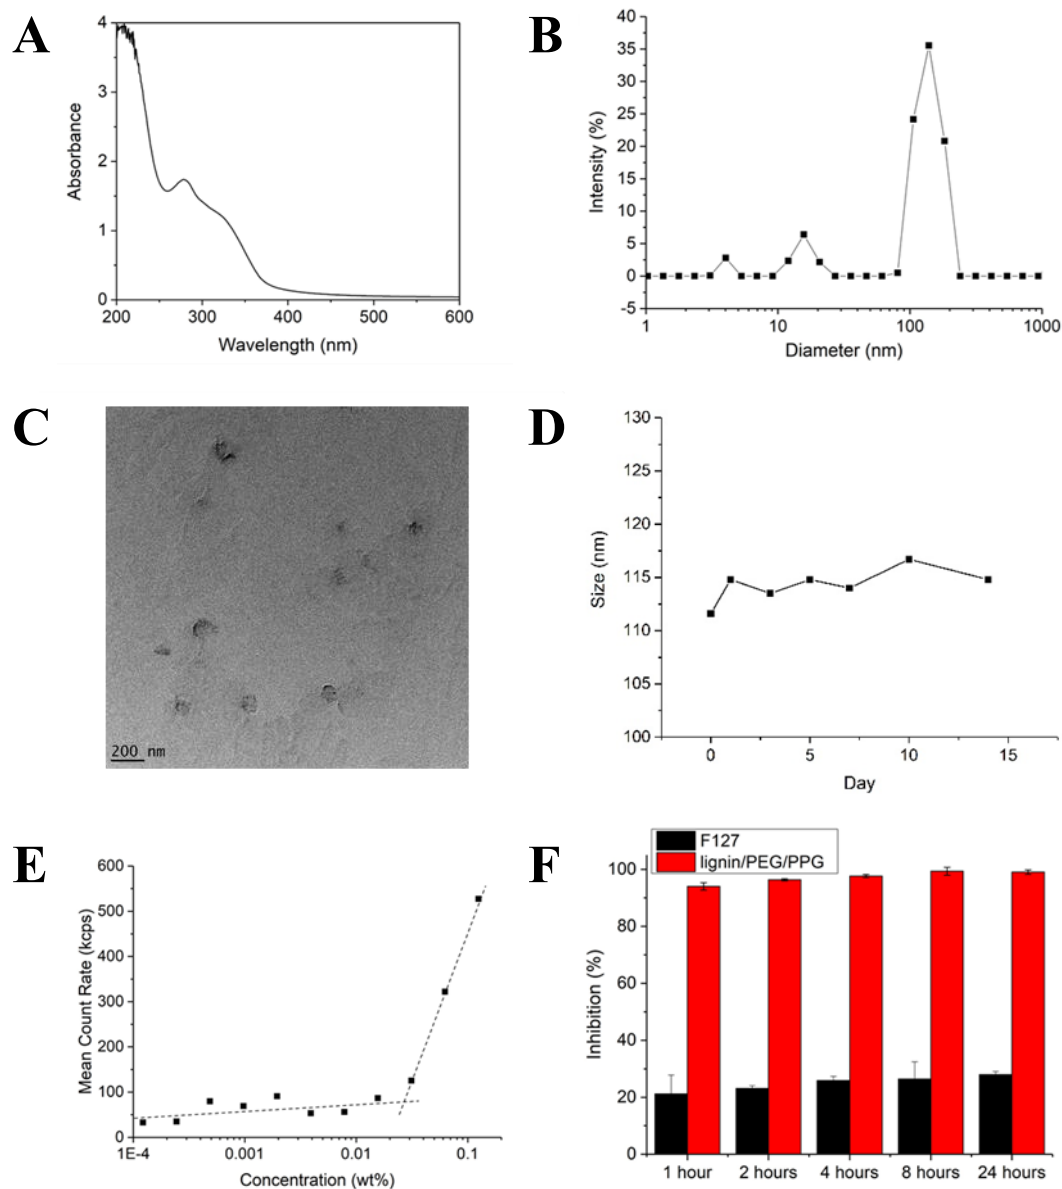 A
4
3
2
1
0
Absorbance
200
300
400
500
600
Wavelength (nm)
B
40
35
30
25
20
15
10
5
0
-5
Intensity (%)
1
10
100
1000
Diameter (nm)
C
200 nm
D
130
125
120
115
110
105
100
Size (nm)
0
5
10
15
Day
E
600
500
400
300
200
100
0
Mean Count Rate (kcps)
1E-4
0.001
0.01
0.1
Concentration (wt%)
F
F127
lignin/PEG/PPG
100
80
60
40
20
0
Inhibition (%)
1 hour
2 hours
4 hours
8 hours
24 hours